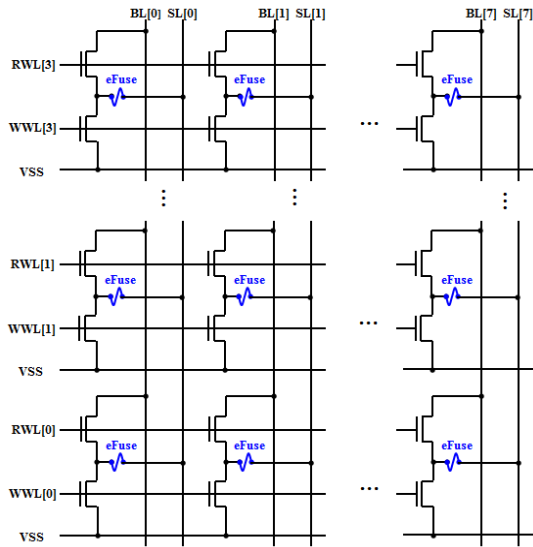 BL[0] SL[0] BL[1] SL[1] BL[7] SL[7]
RWL[3]
eFuse eFuse eFuse
WWL[3]
...
VSS
... ... ...
RWL[1]
eFuse eFuse eFuse
WWL[1]
...
VSS
RWL[0]
eFuse eFuse eFuse
WWL[0]
...
VSS